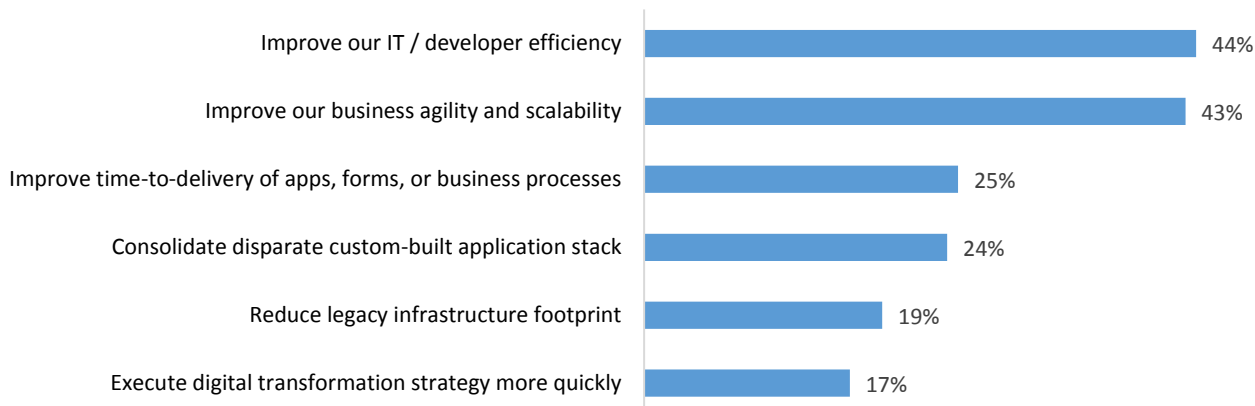 Improve our IT / developer efficiency 44%
Improve our business agility and scalability 43%
Improve time-to-delivery of apps, forms, or business processes 25%
Consolidate disparate custom-built application stack 24%
Reduce legacy infrastructure footprint 19%
Execute digital transformation strategy more quickly 17%